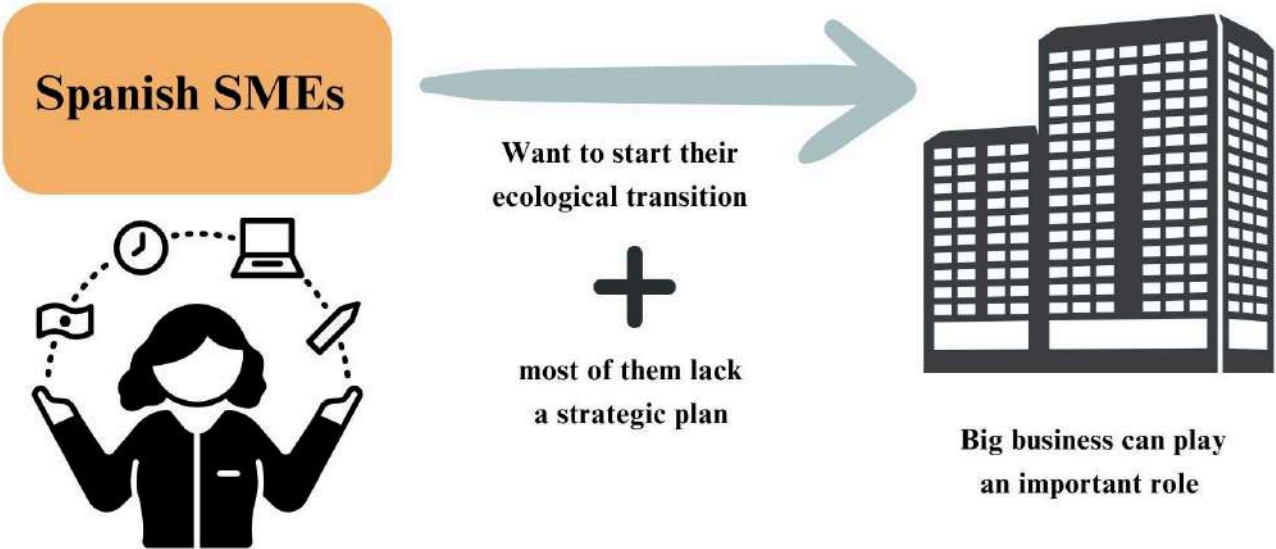 Spanish SMEs
Want to start their
ecological transition
most of them lack
a strategic plan
Big business can play
an important role